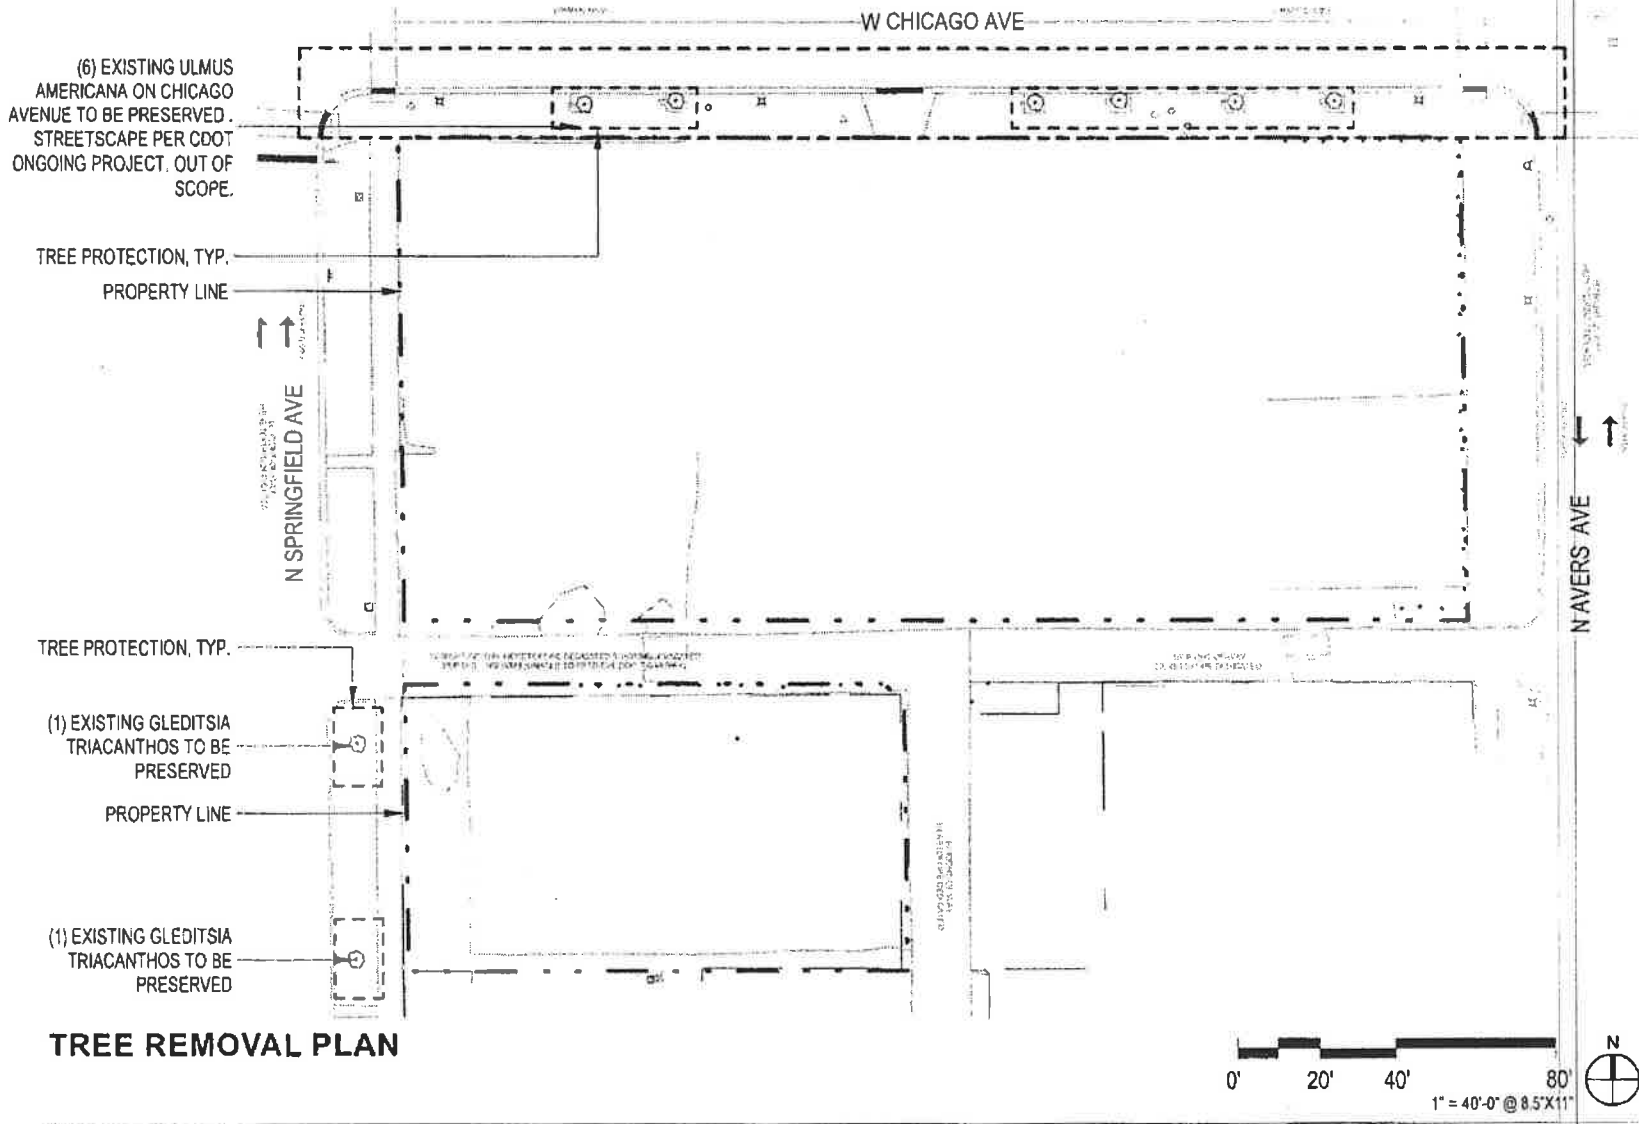 W CHICAGO AVE
(6) EXISTING ULMUS
AMERICANA ON CHICAGO
AVENUE TO BE PRESERVED .
STREETSCAPE PER CDOT
ONGOING PROJECT. OUT OF
SCOPE.
TREE PROTECTION, TYP.
PROPERTY LINE
N SPRINGFIELD AVE
N AVERS AVE
TREE PROTECTION, TYP.
(1) EXISTING GLEDITSIA
TRIACANTHOS TO BE
PRESERVED
PROPERTY LINE
(1) EXISTING GLEDITSIA
TRIACANTHOS TO BE
PRESERVED
TREE REMOVAL PLAN
N
0' 20' 40' 80'
1" = 40'-0" @ 8.5"X11"